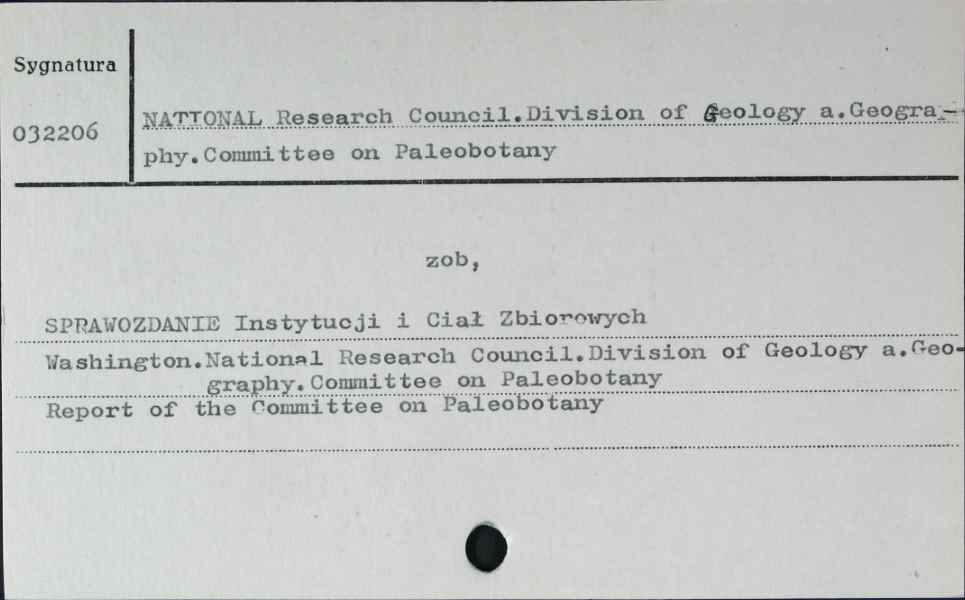 Sygnatura
032206
NATIONAL Research Council.Division of Geology a.Geogra-
phy.Committee on Paleobotany
zob,
SPRAWOZDANIE Instytucji i Ciał Zbiorowych
Washington.National Research Council.Division of Geology a.Geo-
graphy.Committee on Paleobotany
Report of the Committee on Paleobotany